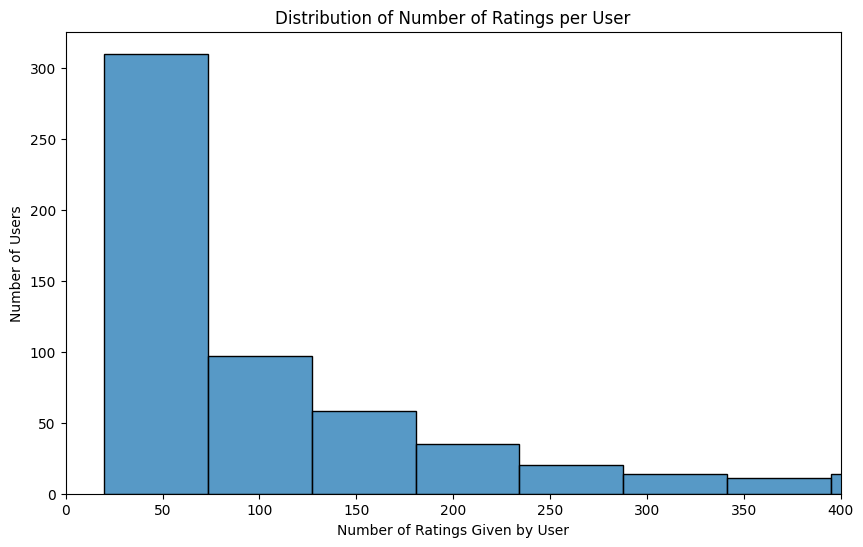 Distribution of Number of Ratings per User
Number of Users
300
250
200
150
100
50
0
0 50 100 150 200 250 300 350 400
Number of Ratings Given by User